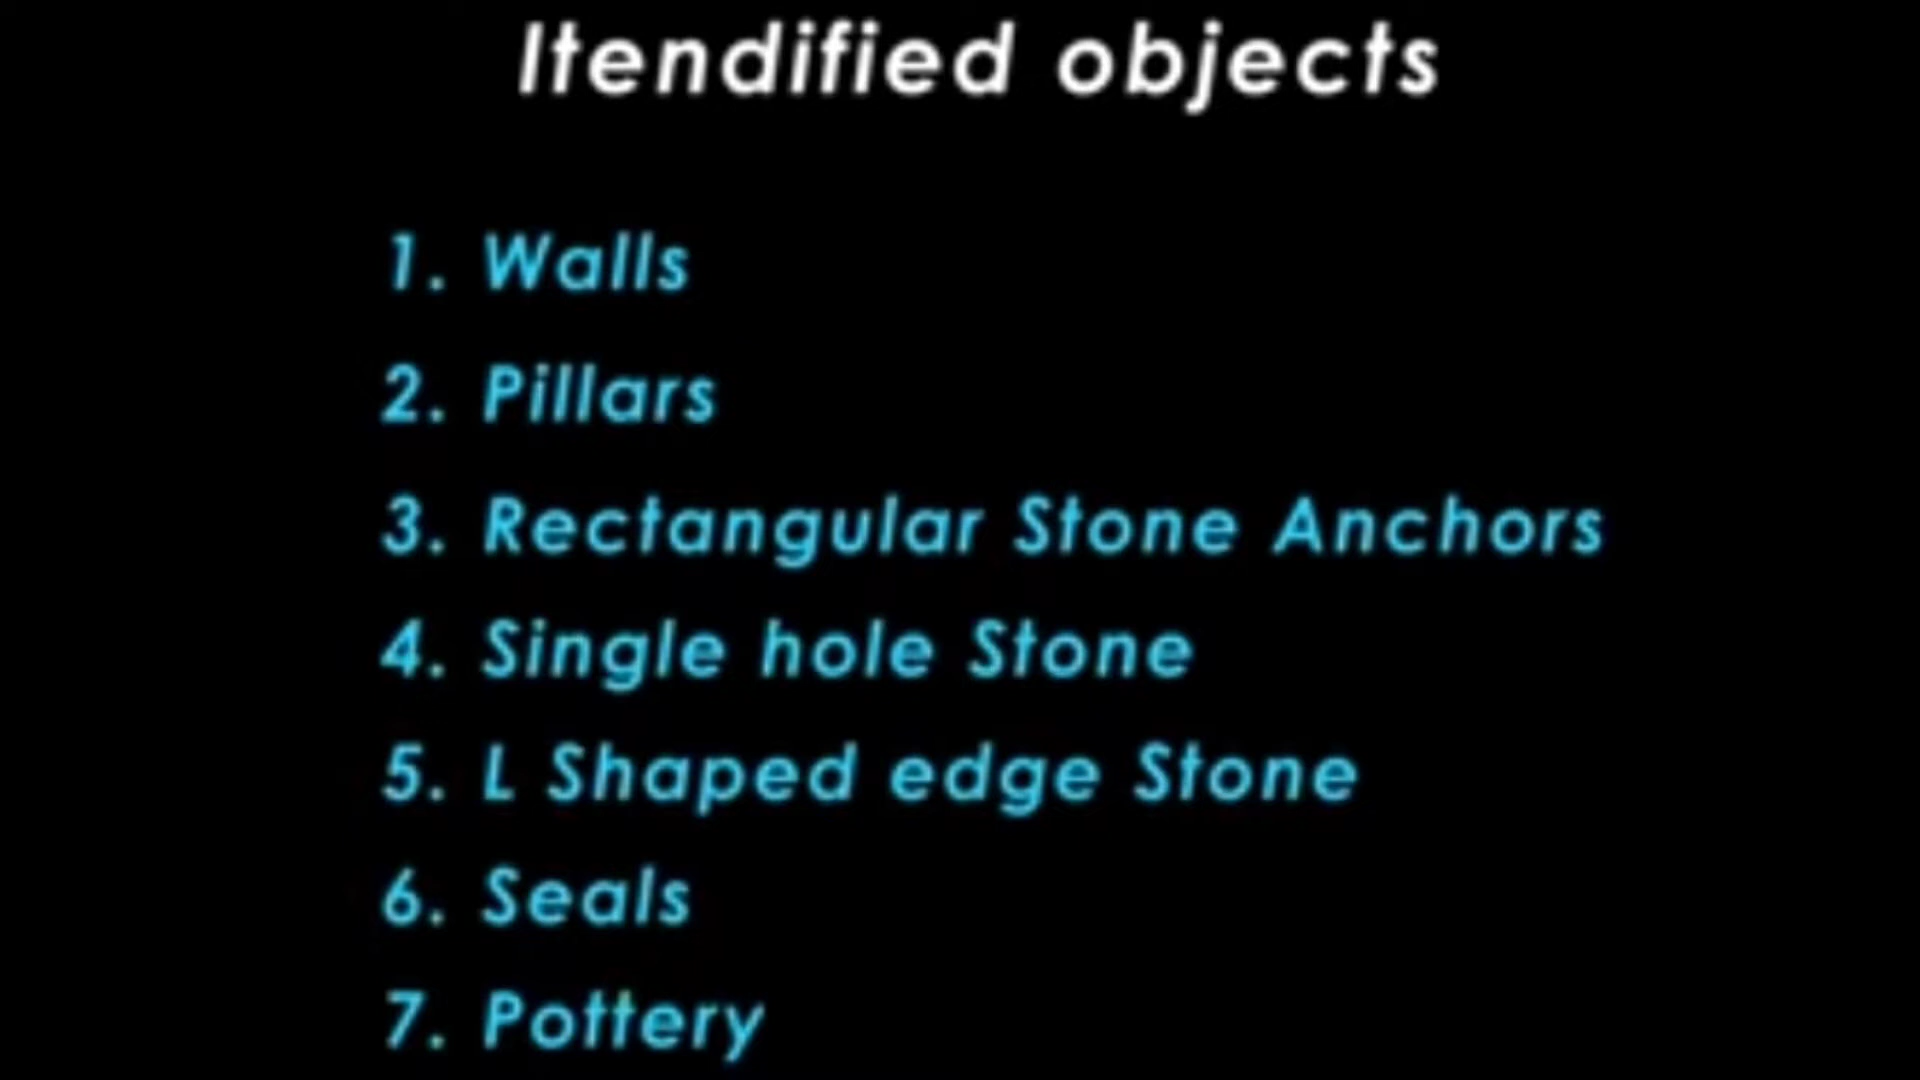 Itendified objects
1. Walls
2. Pillars
3. Rectangular Stone Anchors
4. Single hole Stone
5. L Shaped edge Stone
6. Seals
7. Pottery